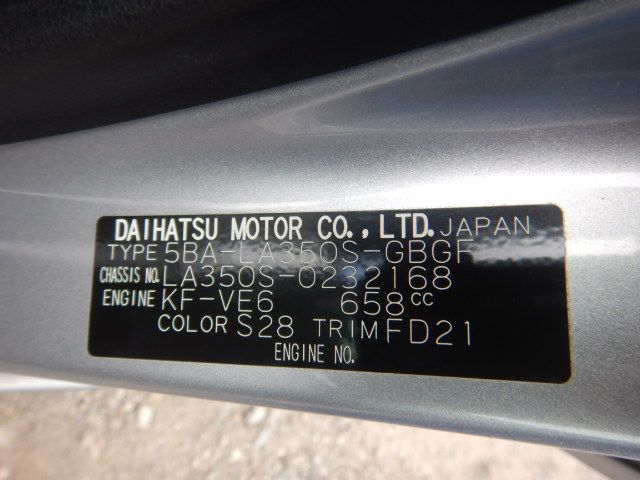 DAIHATSU MOTOR CO., LTD. JAPAN
TYPE 5BA-LA350S-GBGF
CHASSIS NO. LA350S-0232168
ENGINE KF-VE6 658CC
COLOR S28 TRIM FD21
ENGINE NO.